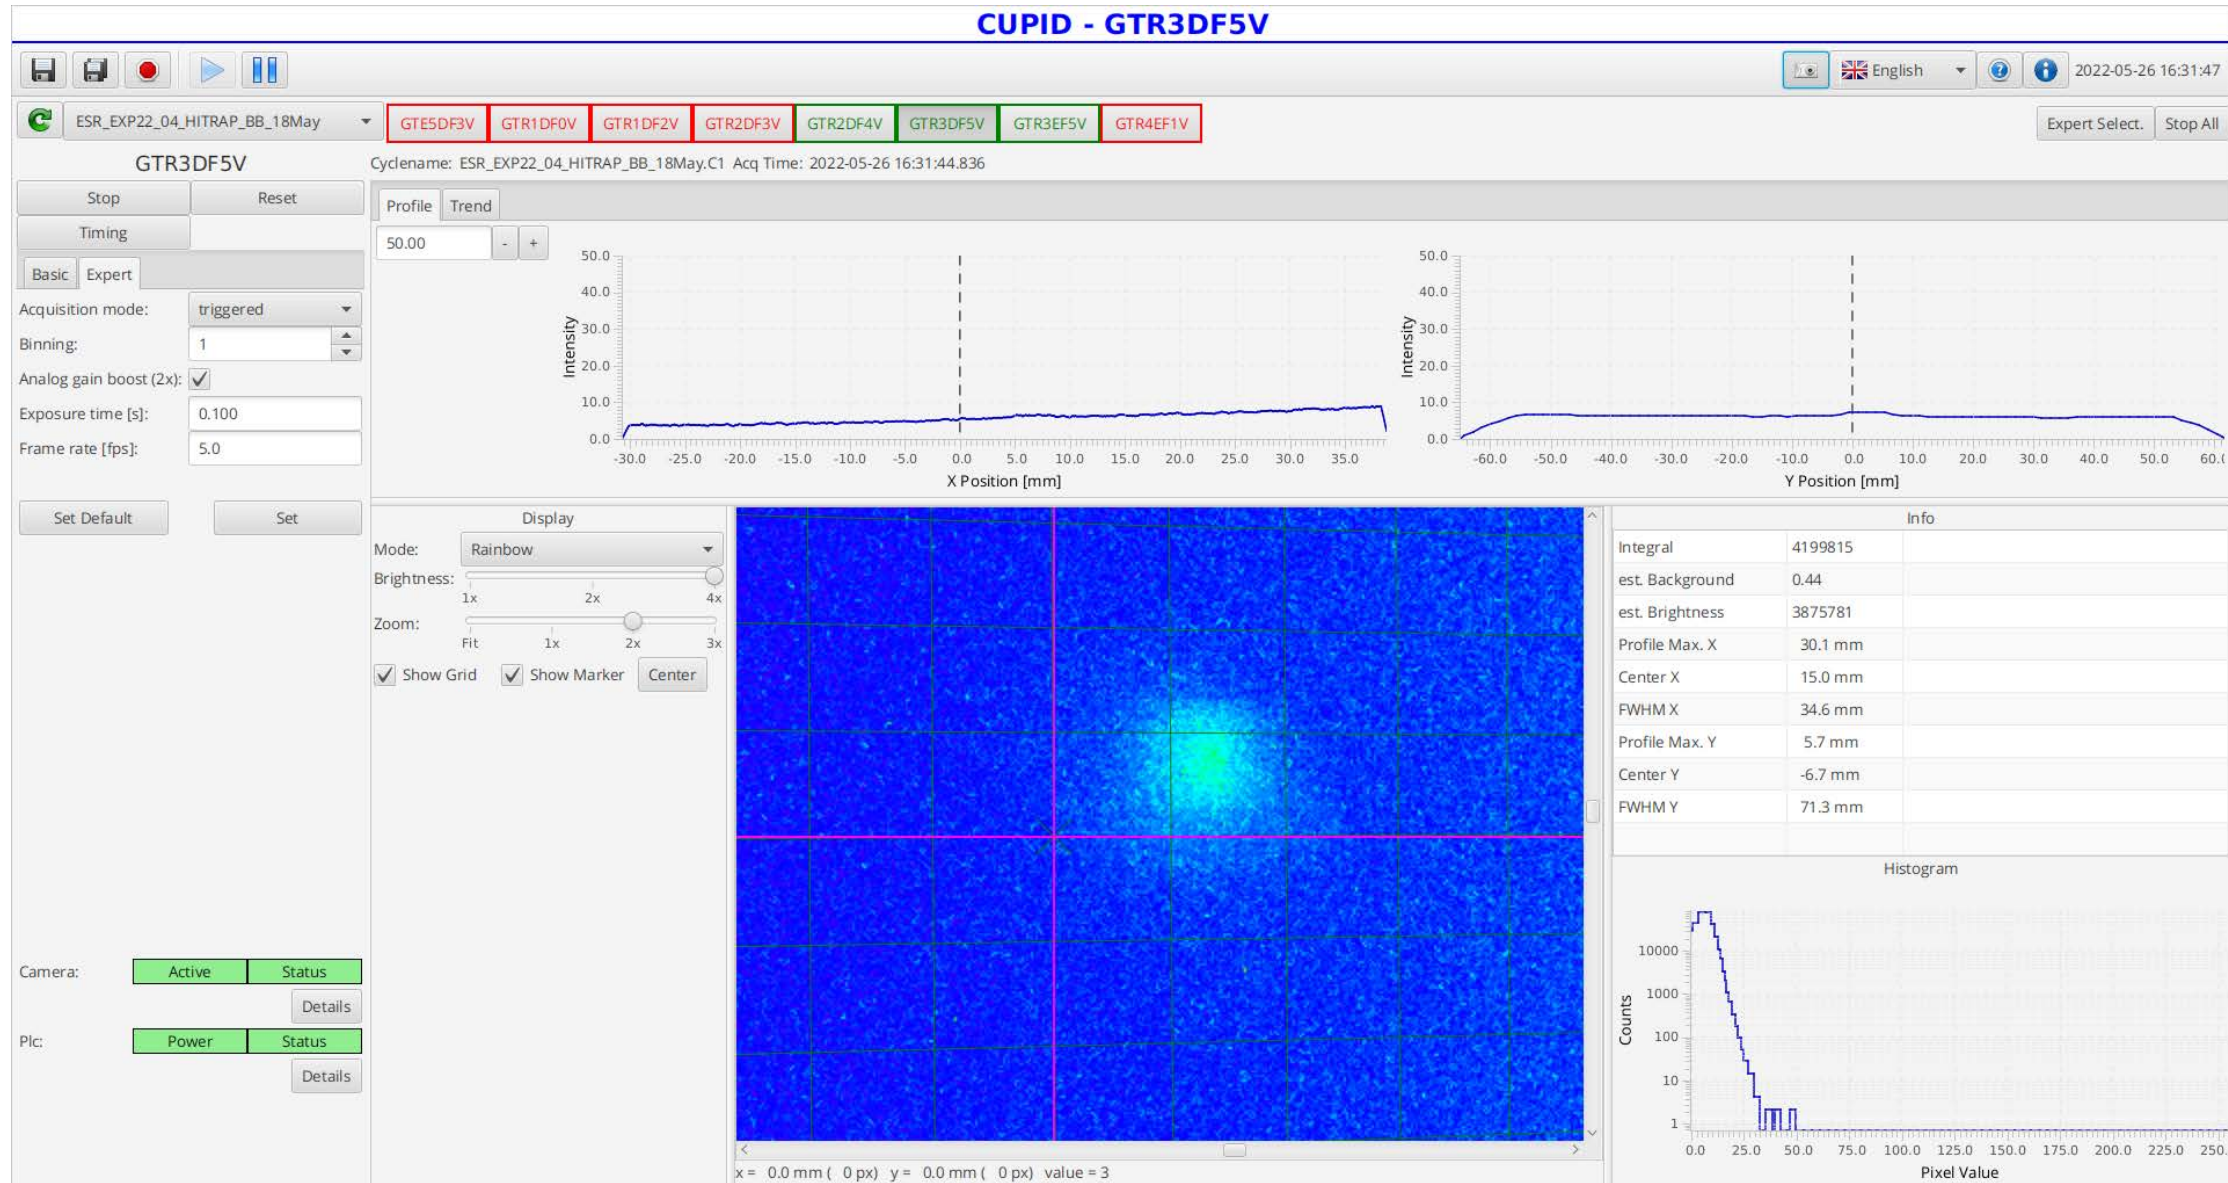 CUPID - GTR3DF5V
English 2022-05-26 16:31:47
ESR_EXP22_04_HITRAP_BB_18May GTE5DF3V GTR1DF0V GTR1DF2V GTR2DF3V GTR2DF4V GTR3DF5V GTR3EF5V GTR4EF1V Expert Select. Stop All
GTR3DF5V
Cyclename: ESR_EXP22_04_HITRAP_BB_18May.C1 Acq Time: 2022-05-26 16:31:44.836
Stop Reset
Timing
Basic Expert
Acquisition mode: triggered
Binning: 1
Analog gain boost (2x):
Exposure time [s]: 0.100
Frame rate [fps]: 5.0
Set Default Set
Profile Trend
50.00 - +
50.0
40.0
30.0
20.0
10.0
0.0
Intensity
-30.0 -25.0 -20.0 -15.0 -10.0 -5.0 0.0 5.0 10.0 15.0 20.0 25.0 30.0 35.0
X Position [mm]
50.0
40.0
30.0
20.0
10.0
0.0
Intensity
-60.0 -50.0 -40.0 -30.0 -20.0 -10.0 0.0 10.0 20.0 30.0 40.0 50.0 60.
Y Position [mm]
Display
Mode: Rainbow
Brightness:
1x 2x 4x
Zoom:
Fit 1x 2x 3x
Show Grid Show Marker Center
x = 0.0 mm ( 0 px) y = 0.0 mm ( 0 px) value = 3
Info
Integral 4199815
est. Background 0.44
est. Brightness 3875781
Profile Max. X 30.1 mm
Center X 15.0 mm
FWHM X 34.6 mm
Profile Max. Y 5.7 mm
Center Y -6.7 mm
FWHM Y 71.3 mm
Histogram
10000
1000
100
10
1
Counts
0.0 25.0 50.0 75.0 100.0 125.0 150.0 175.0 200.0 225.0 250.
Pixel Value
Camera: Active Status
Details
Plc: Power Status
Details